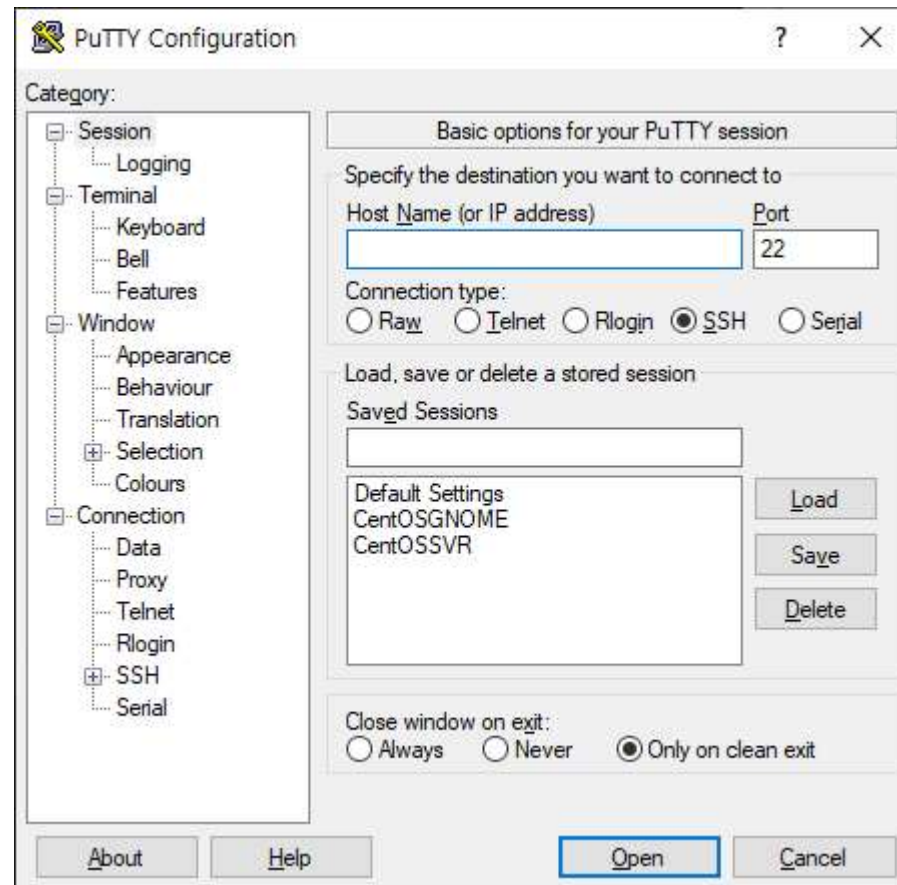 PuTTY Configuration
?
Category:
Session
Logging
Terminal
Keyboard
Bell
Features
Window
Appearance
Behaviour
Translation
Selection
Colours
Connection
Data
Proxy
Telnet
Rlogin
SSH
Serial
Basic options for your PuTTY session
Specify the destination you want to connect to
Host Name (or IP address) Port
22
Connection type:
Raw Telnet Rlogin SSH Serial
Load, save or delete a stored session
Saved Sessions
Default Settings
CentOSGNOME
CentOSSVR
Load
Save
Delete
Close window on exit:
Always Never Only on clean exit
About Help Open Cancel